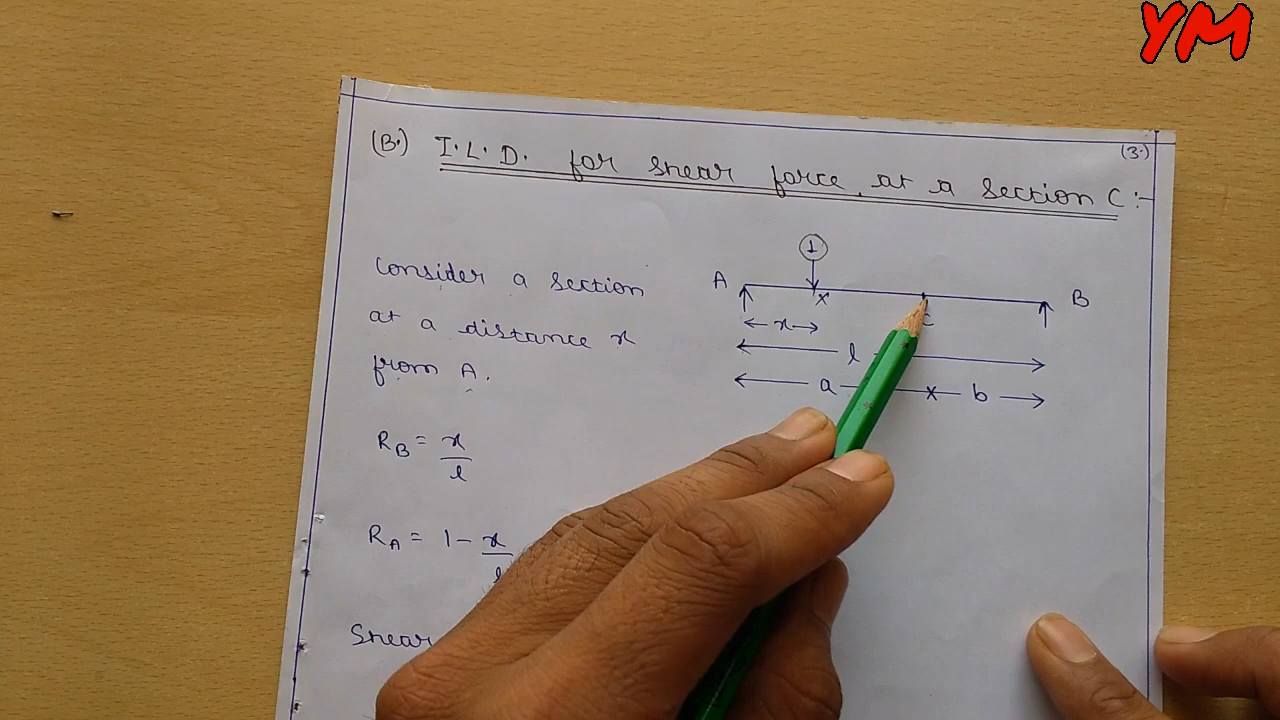 YM
(3.)
(B.) I.L.D. for shear force at a section C:-
1
A B
x
x
l
a b
Consider a section
at a distance x
from A.
R_B = x/l
R_A = 1 - x/l
Shear